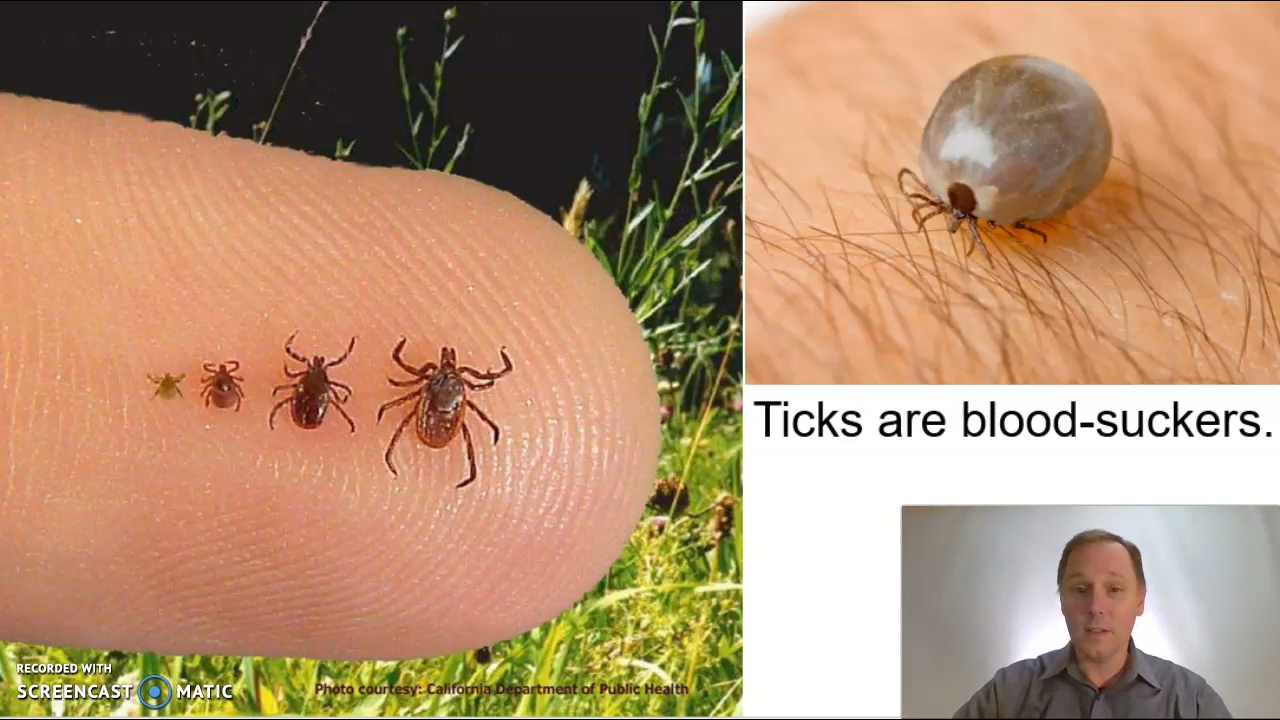 Ticks are blood-suckers.
RECORDED WITH
SCREENCAST MATIC
Photo courtesy: California Department of Public Health